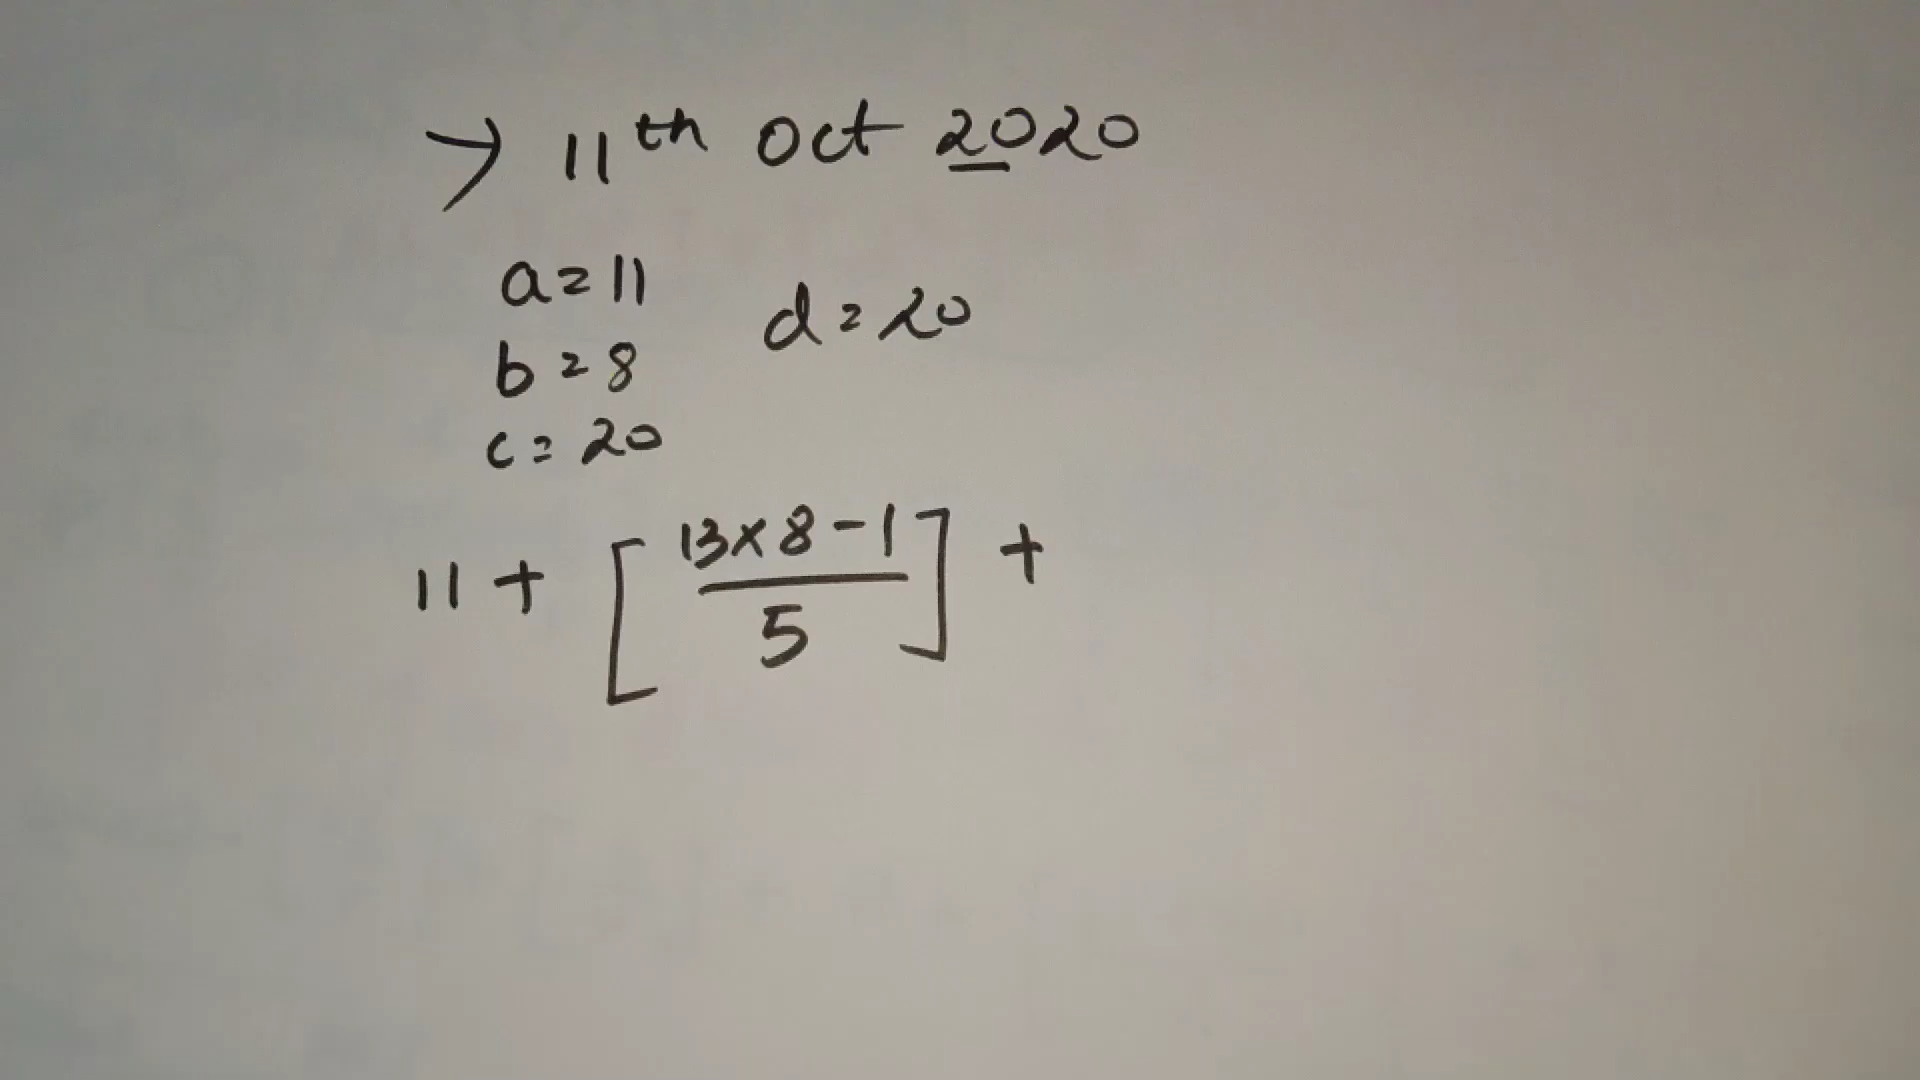 → 11th Oct 2020
a = 11
d = 20
b = 8
c = 20
11 + [ 13 x 8 - 1 / 5 ] +